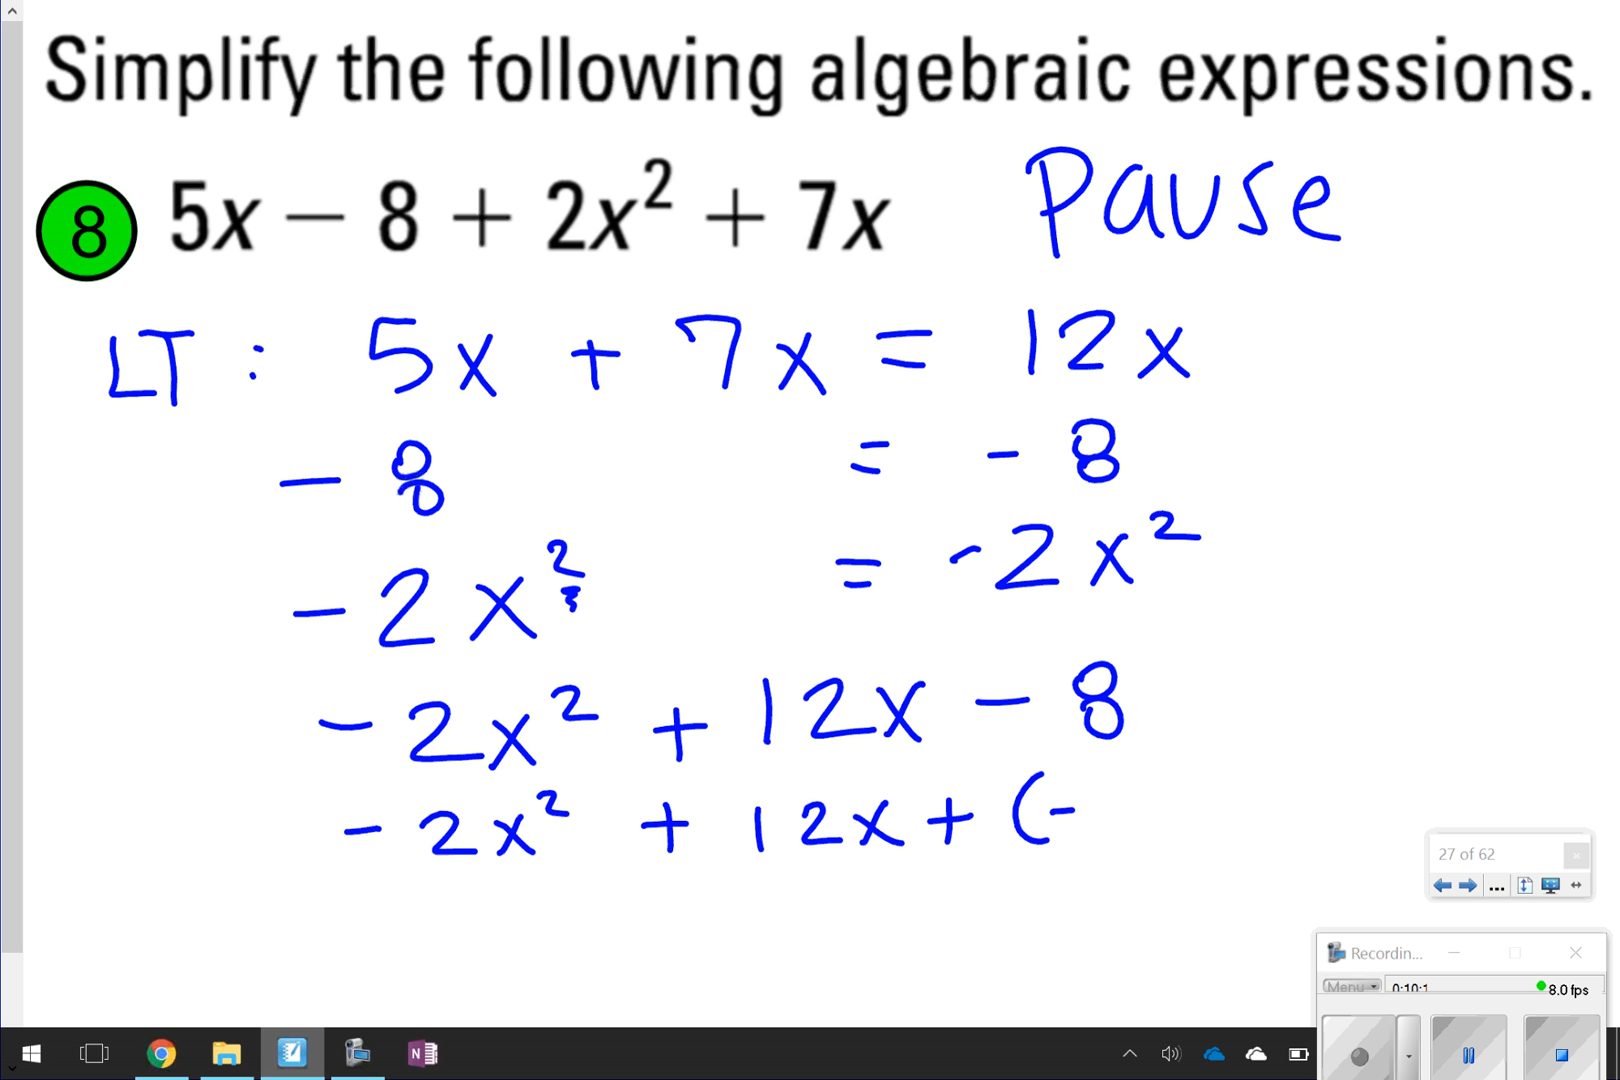 Simplify the following algebraic expressions.
8 5x − 8 + 2x² + 7x Pause
LT : 5x + 7x = 12x
− 8 = - 8
− 2x² = -2x²
- 2x² + 12x − 8
- 2x² + 12x + (-
27 of 62
Recordin...
Menu 0:10:1 8.0 fps
N